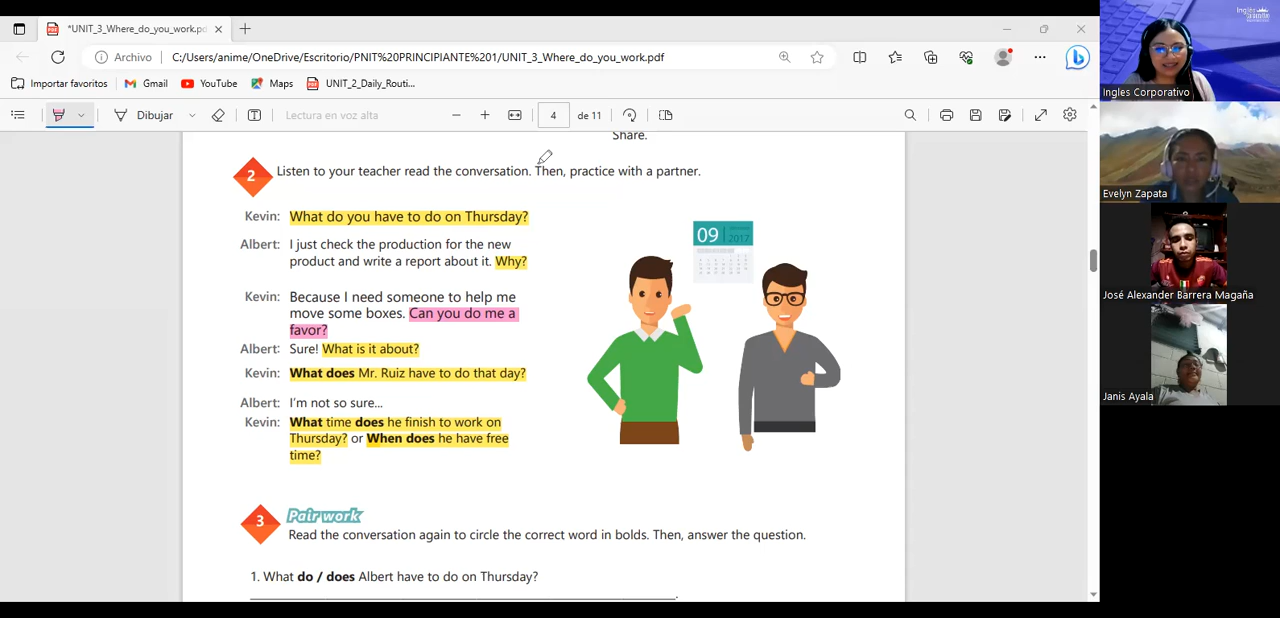 *UNIT_3_Where_do_you_work.pd
Archivo
C:/Users/anime/OneDrive/Escritorio/PNIT%20PRINCIPIANTE%201/UNIT_3_Where_do_you_work.pdf
Importar favoritos
Gmail
YouTube
Maps
UNIT_2_Daily_Routi...
Dibujar
Lectura en voz alta
4
de 11
Share.
2
Listen to your teacher read the conversation. Then, practice with a partner.
Kevin: What do you have to do on Thursday?
Albert: I just check the production for the new
product and write a report about it. Why?
Kevin: Because I need someone to help me
move some boxes. Can you do me a
favor?
Albert: Sure! What is it about?
Kevin: What does Mr. Ruiz have to do that day?
Albert: I'm not so sure...
Kevin: What time does he finish to work on
Thursday? or When does he have free
time?
09
2017
3
Pair work
Read the conversation again to circle the correct word in bolds. Then, answer the question.
1. What do / does Albert have to do on Thursday?
Ingles Corporativo
Evelyn Zapata
José Alexander Barrera Magaña
Janis Ayala